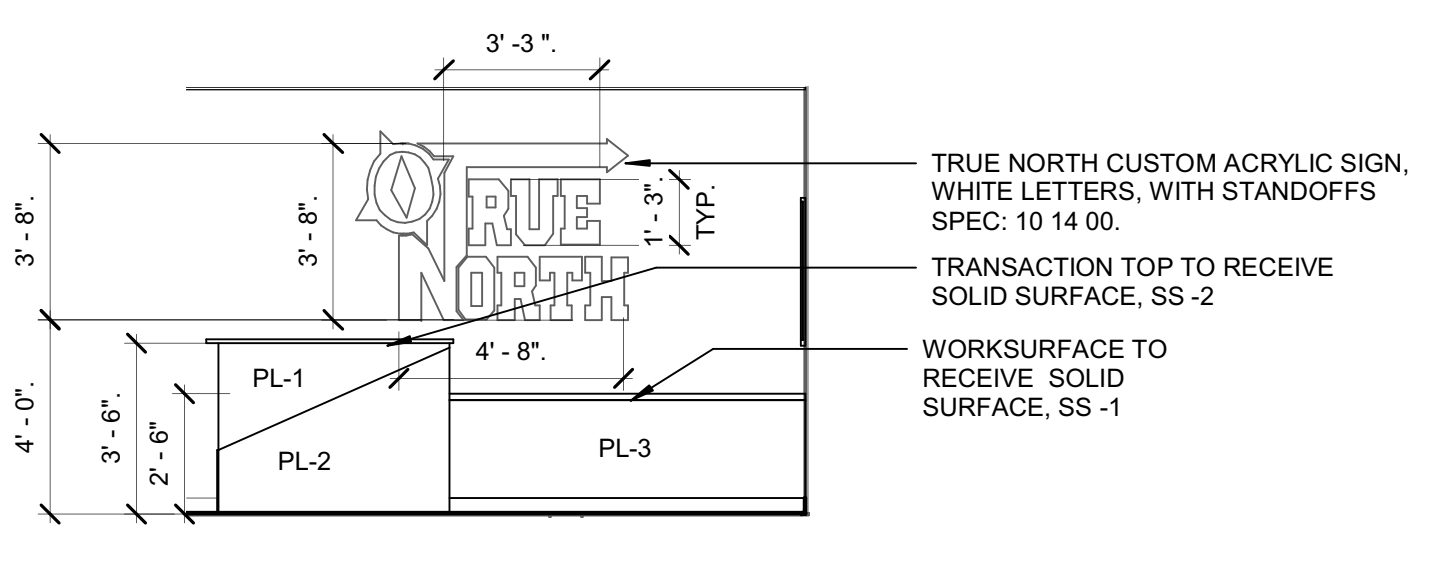 3' -3 ".
3' - 8".
3' - 8".
1' - 3".
TYP.
RUE
NORTH
TRUE NORTH CUSTOM ACRYLIC SIGN,
WHITE LETTERS, WITH STANDOFFS
SPEC: 10 14 00.
TRANSACTION TOP TO RECEIVE
SOLID SURFACE, SS -2
WORKSURFACE TO
RECEIVE SOLID
SURFACE, SS -1
4' - 8".
4' - 0".
3' - 6".
2' - 6"
PL-1
PL-2
PL-3